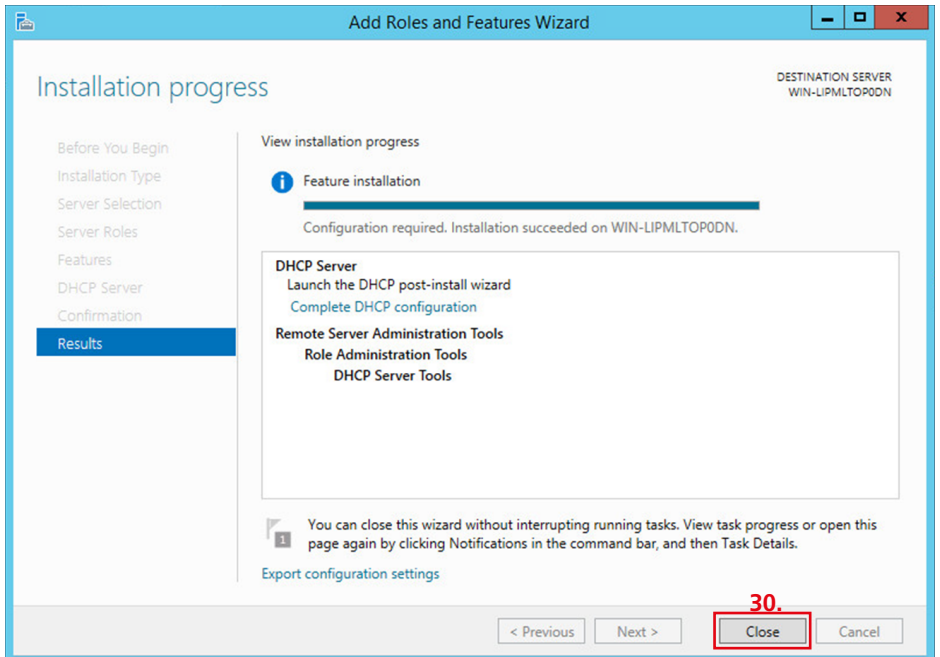 Add Roles and Features Wizard
Installation progress
DESTINATION SERVER
WIN-LIPMLTOP0DN
Before You Begin
Installation Type
Server Selection
Server Roles
Features
DHCP Server
Confirmation
Results
View installation progress
Feature installation
Configuration required. Installation succeeded on WIN-LIPMLTOP0DN.
DHCP Server
Launch the DHCP post-install wizard
Complete DHCP configuration
Remote Server Administration Tools
Role Administration Tools
DHCP Server Tools
1
You can close this wizard without interrupting running tasks. View task progress or open this
page again by clicking Notifications in the command bar, and then Task Details.
Export configuration settings
30.
< Previous
Next >
Close
Cancel